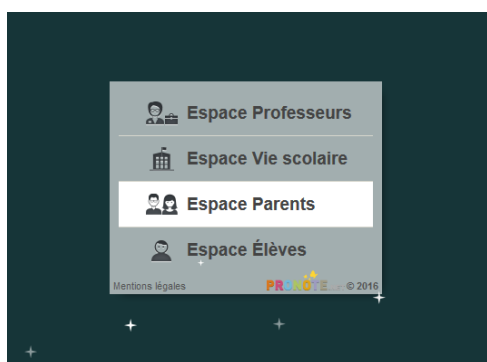 Espace Professeurs
Espace Vie scolaire
Espace Parents
Espace Élèves
Mentions légales PRONOTE © 2016